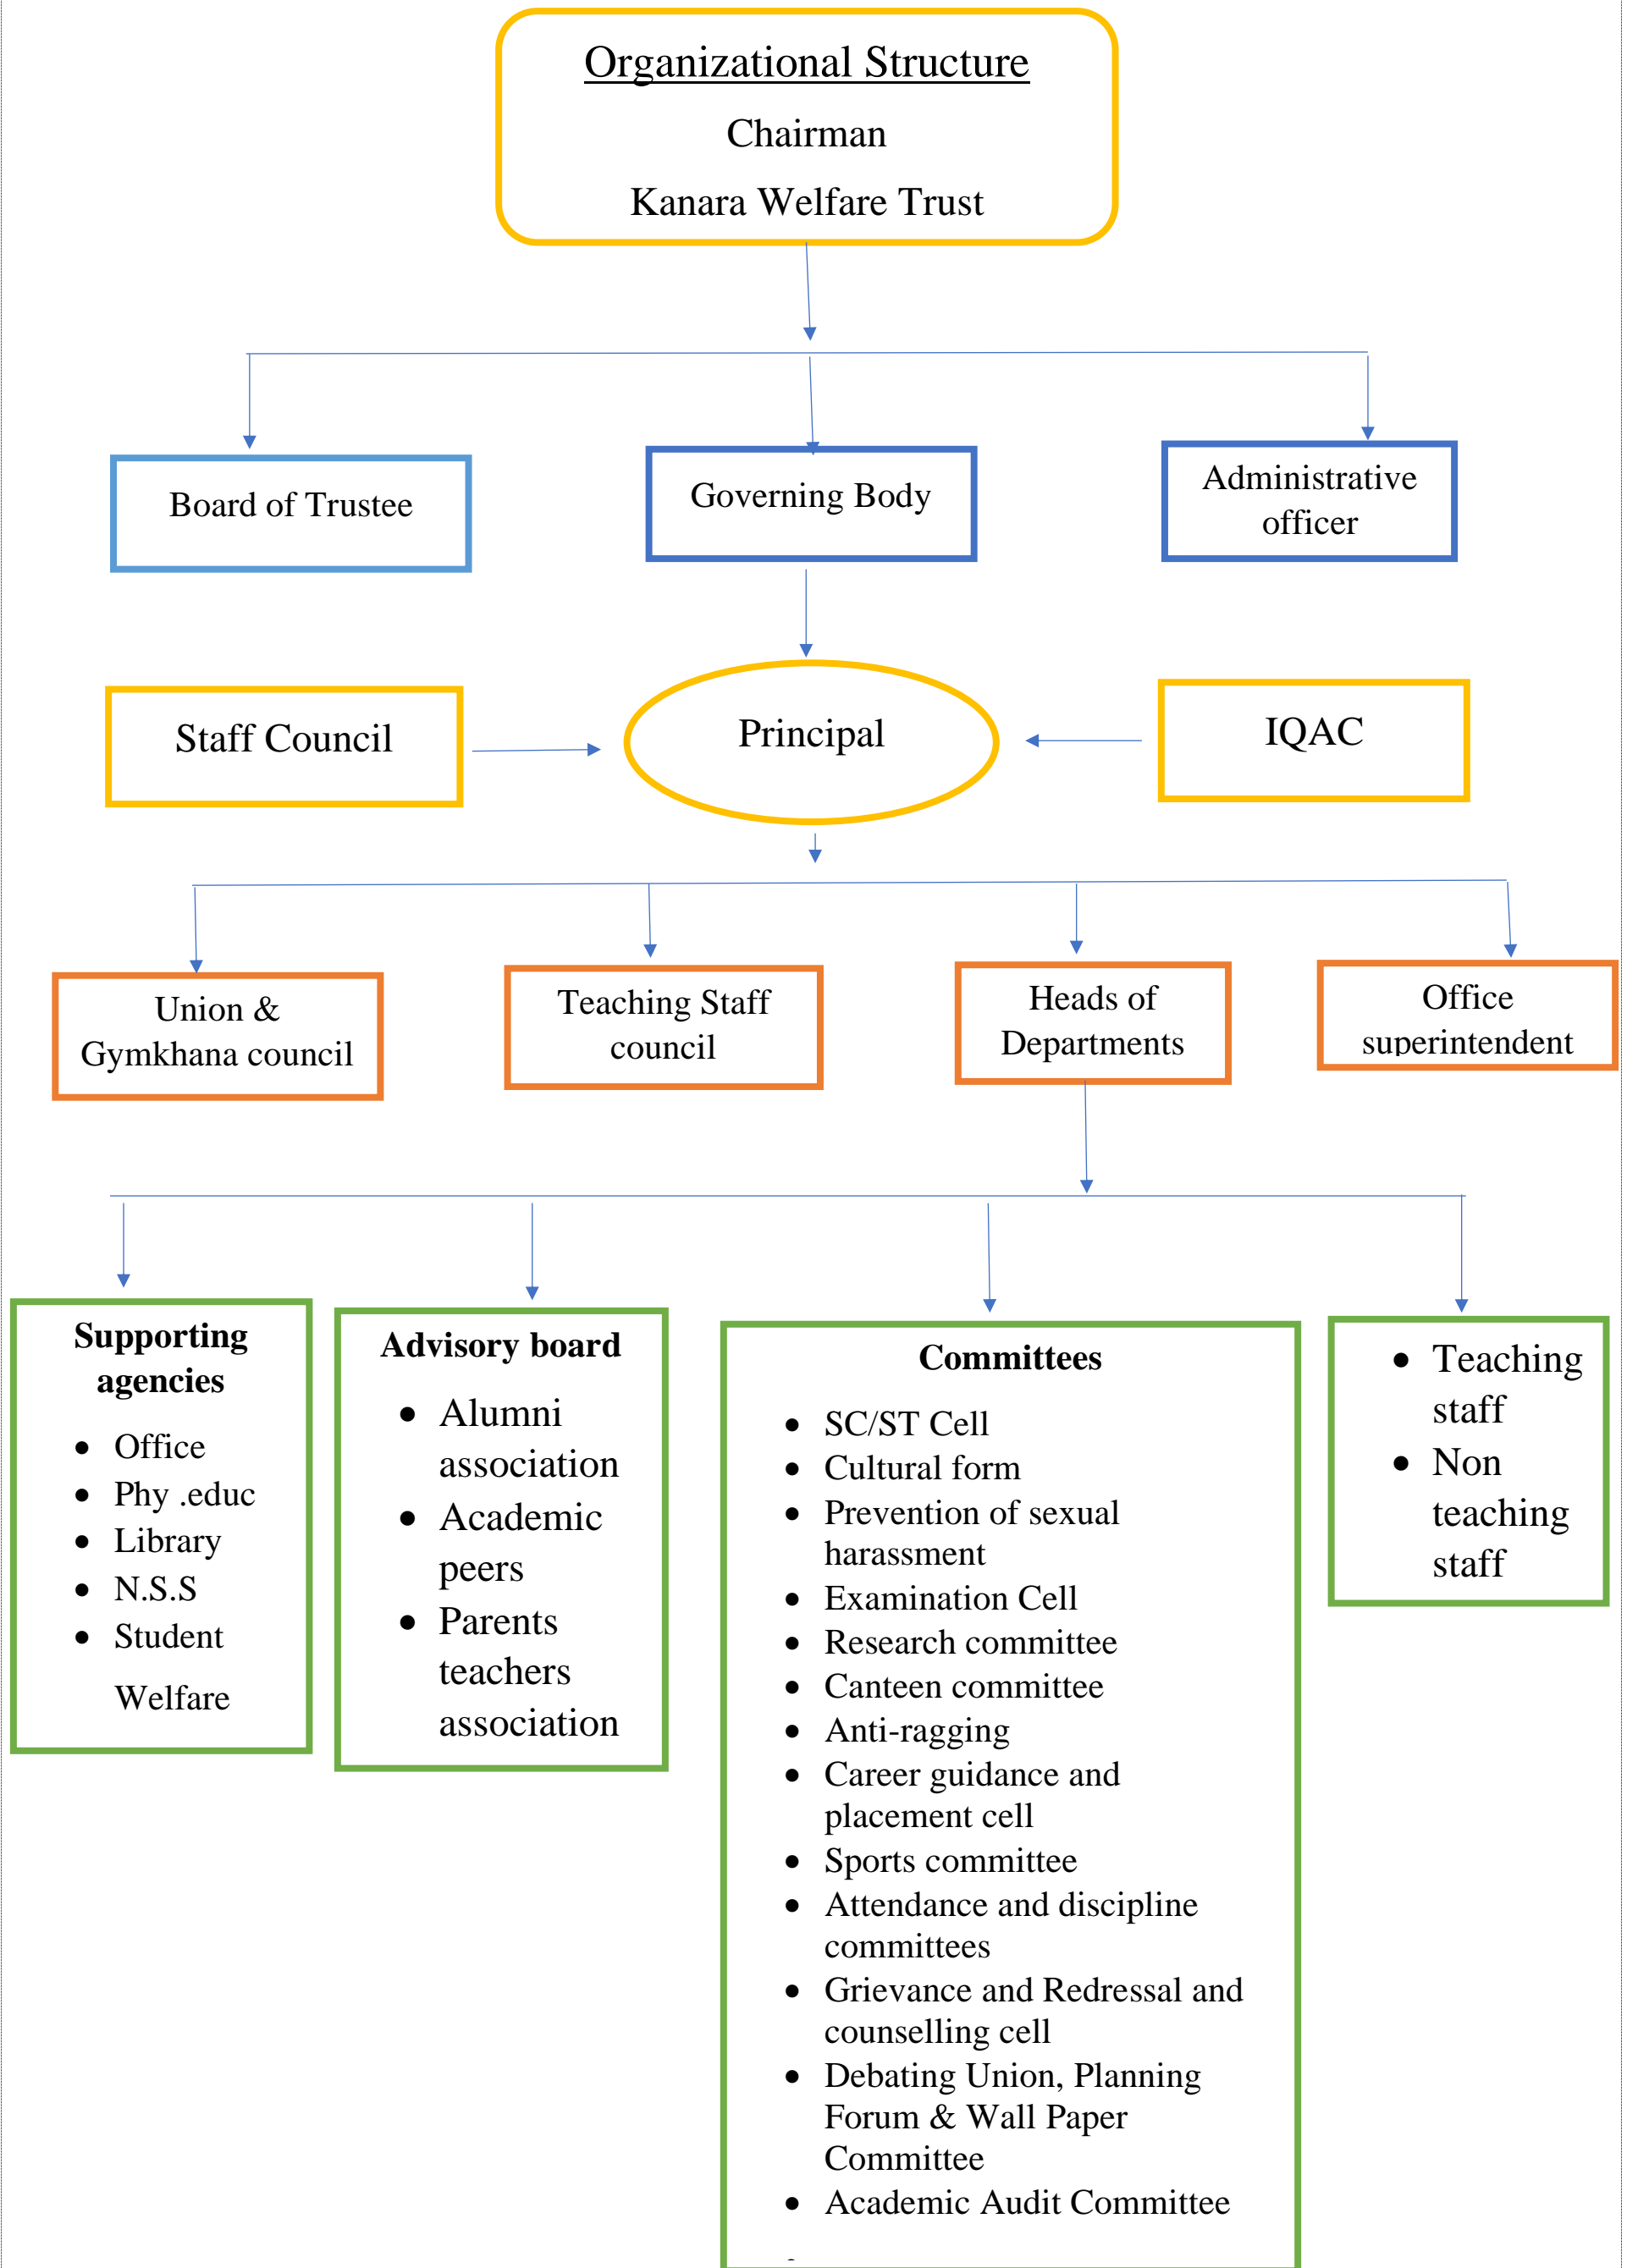 Organizational Structure
Chairman
Kanara Welfare Trust
Board of Trustee
Governing Body
Administrative
officer
Staff Council
Principal
IQAC
Union &
Gymkhana council
Teaching Staff
council
Heads of
Departments
Office
superintendent
Supporting
agencies
• Office
• Phy .educ
• Library
• N.S.S
• Student
Welfare
Advisory board
• Alumni
association
• Academic
peers
• Parents
teachers
association
Committees
• SC/ST Cell
• Cultural form
• Prevention of sexual
harassment
• Examination Cell
• Research committee
• Canteen committee
• Anti-ragging
• Career guidance and
placement cell
• Sports committee
• Attendance and discipline
committees
• Grievance and Redressal and
counselling cell
• Debating Union, Planning
Forum & Wall Paper
Committee
• Academic Audit Committee
• Teaching
staff
• Non
teaching
staff